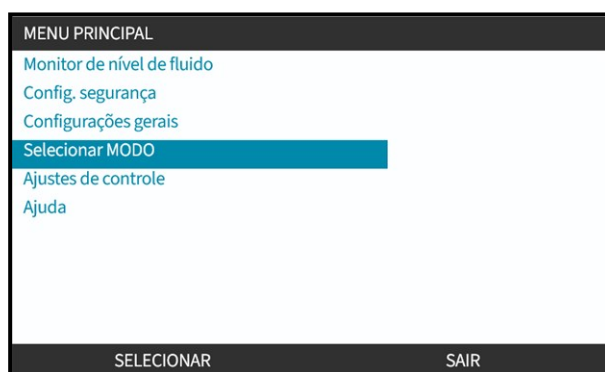 MENU PRINCIPAL
Monitor de nível de fluido
Config. segurança
Configurações gerais
Selecionar MODO
Ajustes de controle
Ajuda
SELECIONAR SAIR